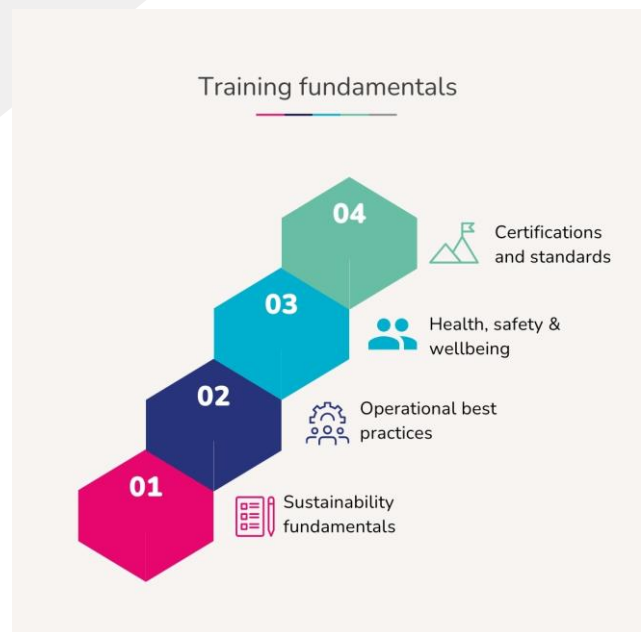 Training fundamentals
04
Certifications
and standards
03
Health, safety &
wellbeing
02
Operational best
practices
01
Sustainability
fundamentals